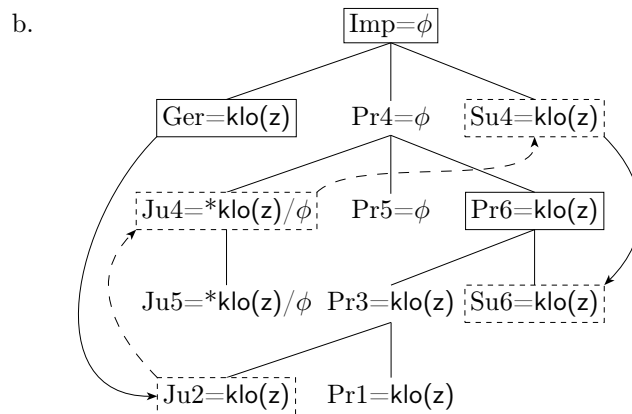 b.
Imp=ϕ
Ger=klo(z) Pr4=ϕ Su4=klo(z)
Ju4=*klo(z)/ϕ Pr5=ϕ Pr6=klo(z)
Ju5=*klo(z)/ϕ Pr3=klo(z) Su6=klo(z)
Ju2=klo(z) Pr1=klo(z)